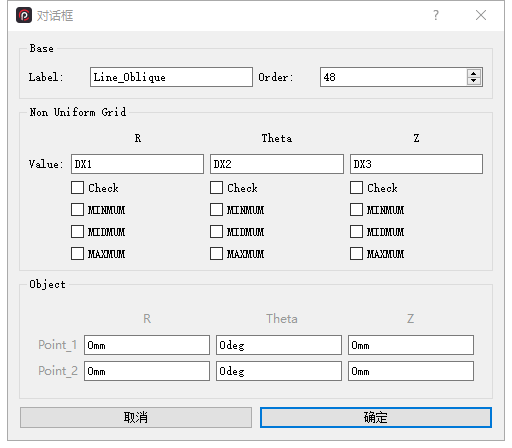 对话框 ?
Base
Label: Line_Oblique Order: 48
Non Uniform Grid
R Theta Z
Value: DX1 DX2 DX3
Check Check Check
MINMUM MINMUM MINMUM
MIDMUM MIDMUM MIDMUM
MAXMUM MAXMUM MAXMUM
Object
R Theta Z
Point_1 0mm 0deg 0mm
Point_2 0mm 0deg 0mm
取消 确定